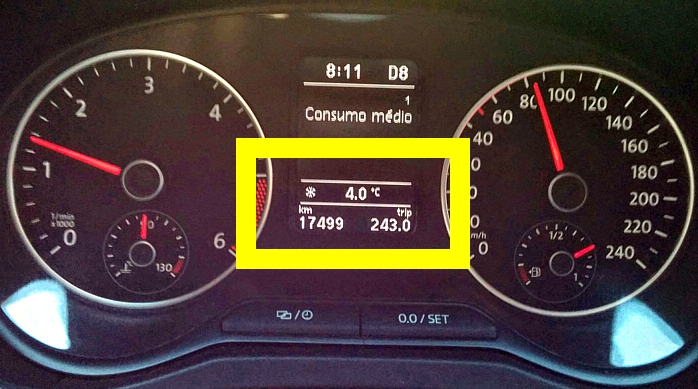 8:11 D8
1
Consumo médio
4.0 °C
km trip
17499 243.0
0 1 2 3 4 6
1/min
x1000
130
0 40 60 80 100 120 140 160 180 200 220 240
1/2
1
0.0 / SET